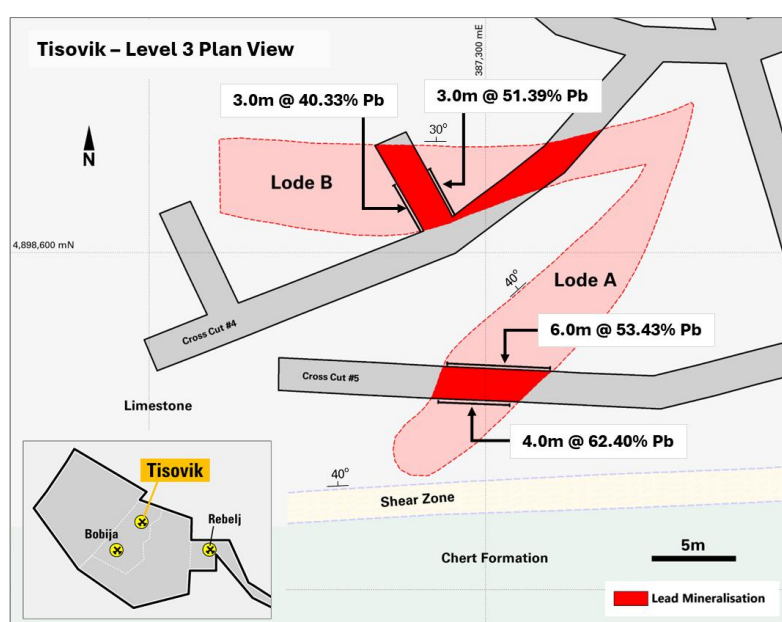 Tisovik – Level 3 Plan View
387,300 mE
3.0m @ 40.33% Pb
3.0m @ 51.39% Pb
30°
N
Lode B
4,898,600 mN
40°
Lode A
Cross Cut #4
6.0m @ 53.43% Pb
Cross Cut #5
Limestone
4.0m @ 62.40% Pb
40°
Shear Zone
Tisovik
Bobija
Rebelj
Chert Formation
5m
Lead Mineralisation